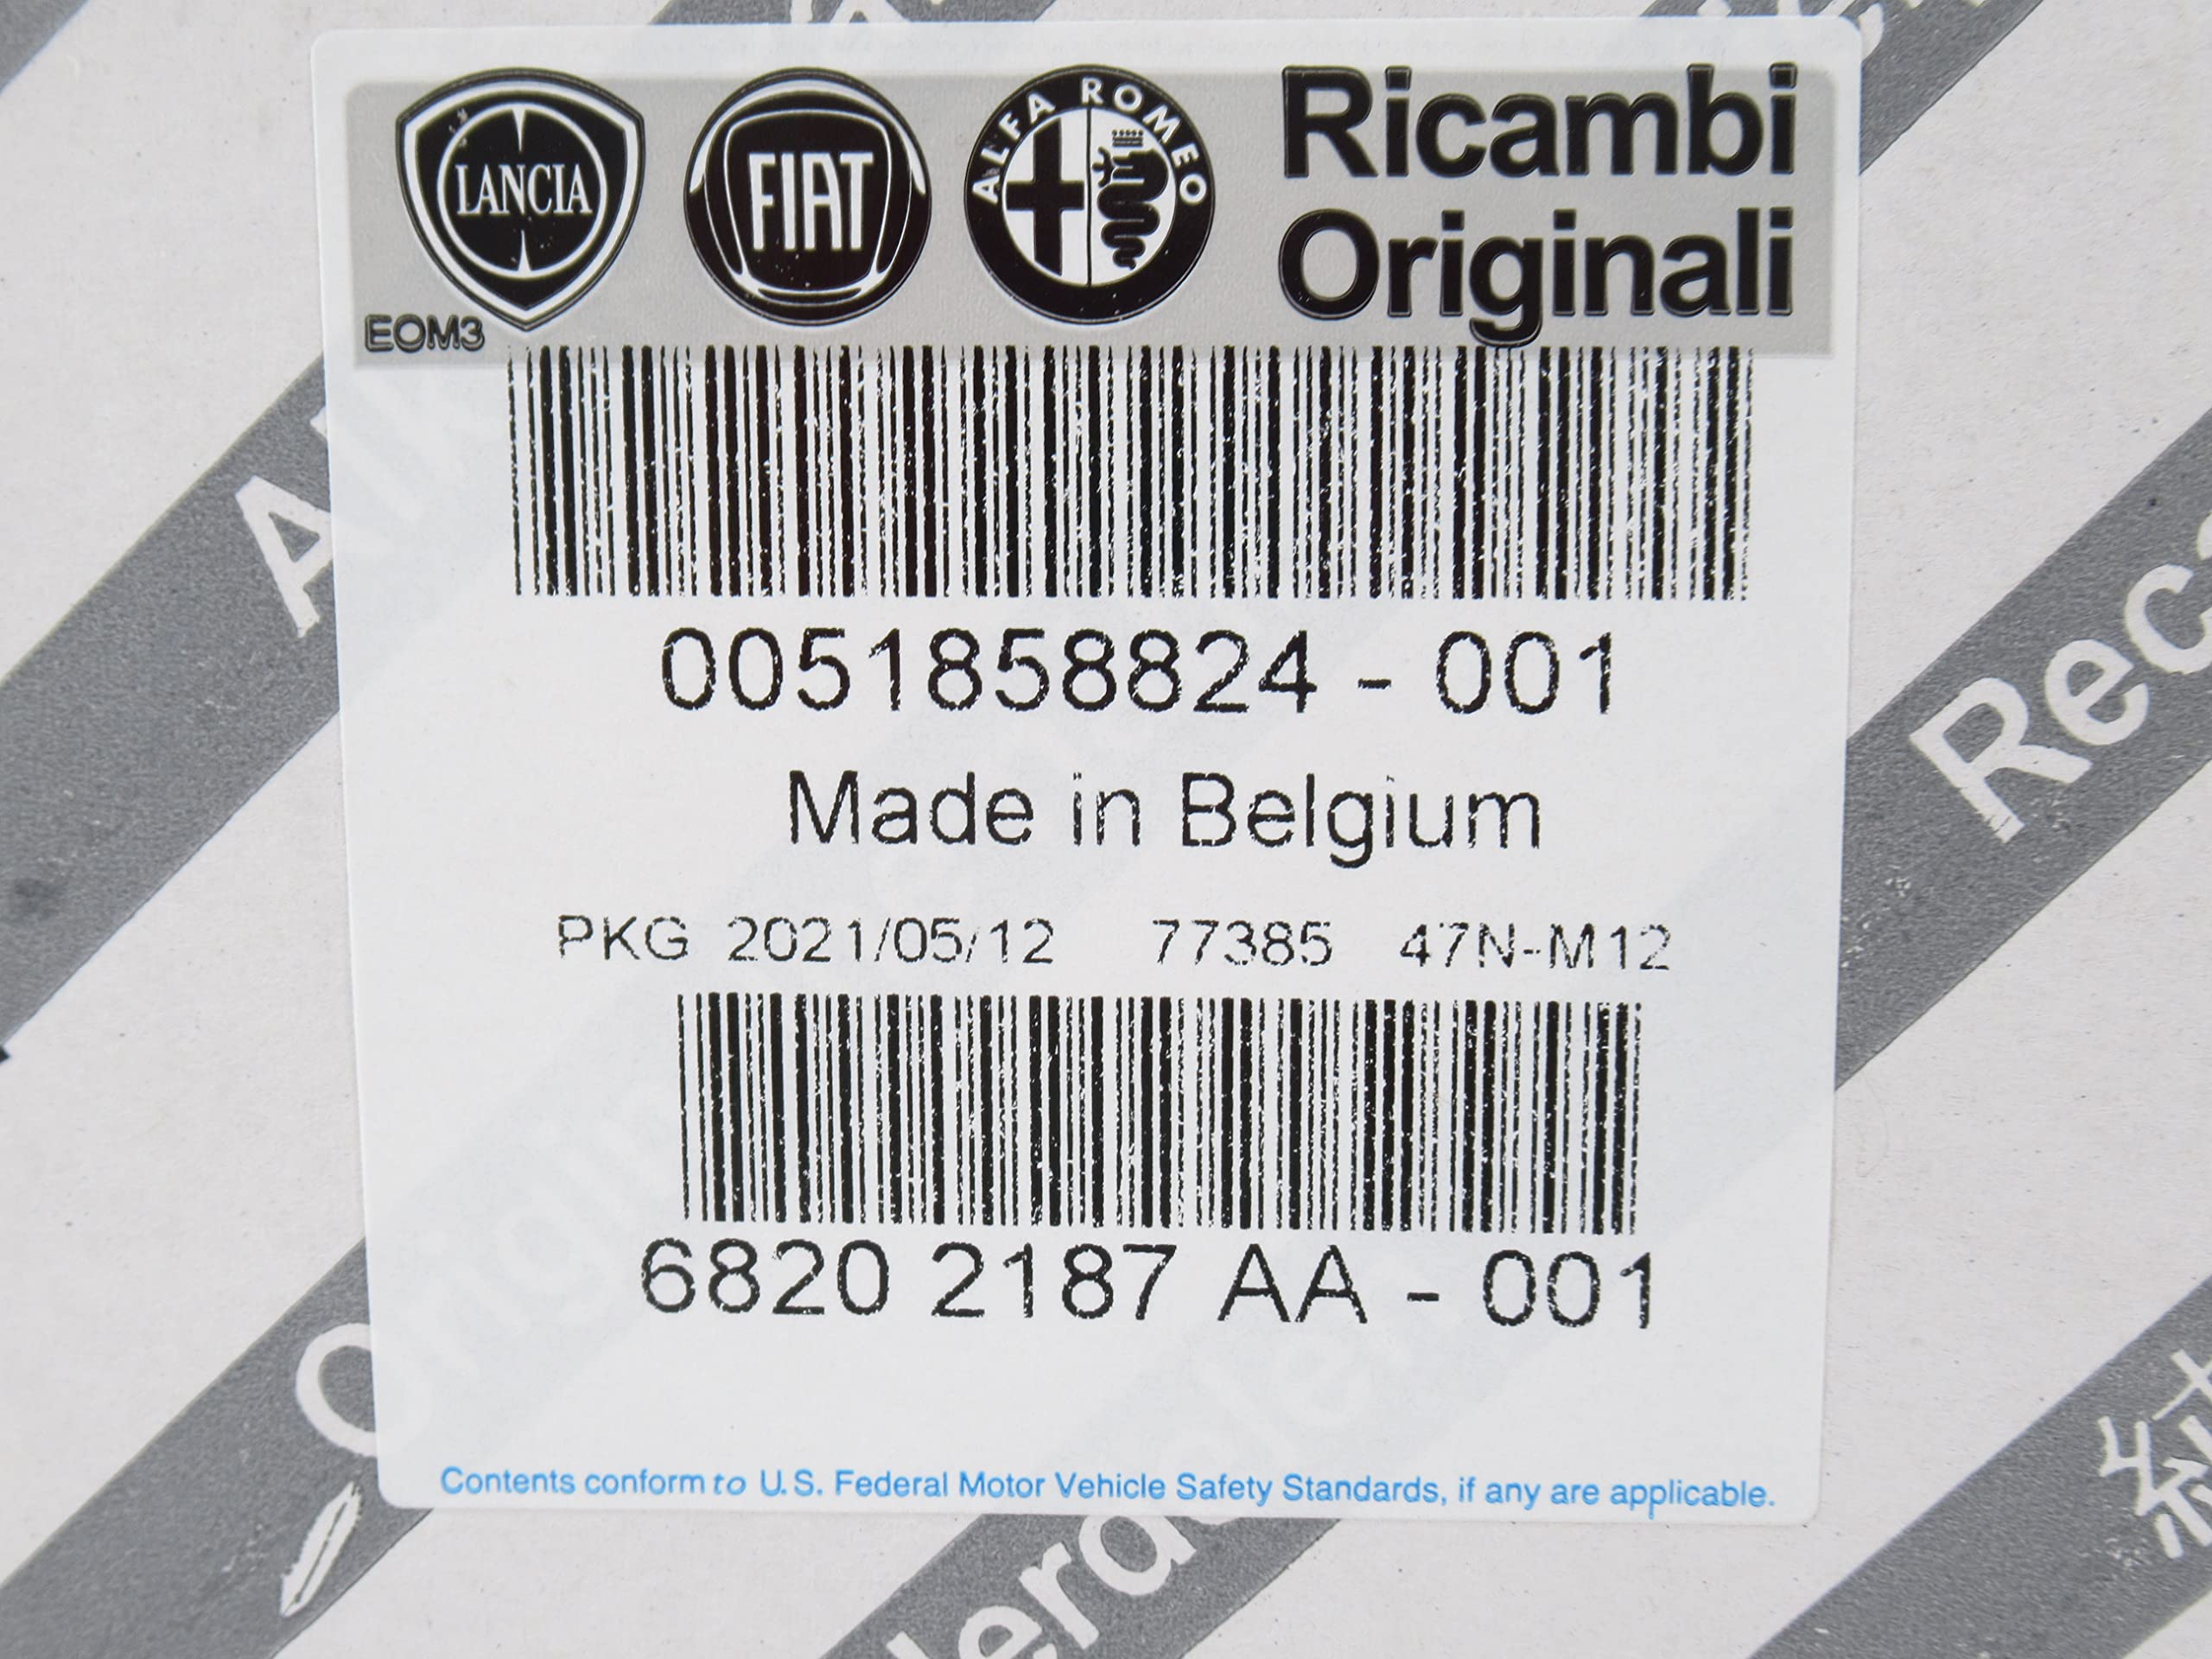 LANCIA
FIAT
ALFA ROMEO
Ricambi
Originali
EOM3
0051858824 - 001
Made in Belgium
PKG 2021/05/12 77385 47N-M12
6820 2187 AA - 001
Contents conform to U.S. Federal Motor Vehicle Safety Standards, if any are applicable.